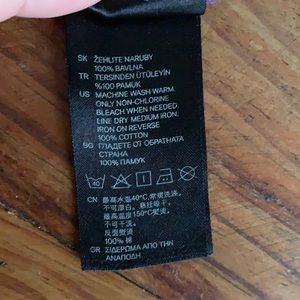 SK ŽEHLITE NARUBY
100% BAVLNA
TR TERSINDEN ÜTÜLEYİN
%100 PAMUK
US MACHINE WASH WARM.
ONLY NON-CHLORINE
BLEACH WHEN NEEDED.
LINE DRY MEDIUM IRON.
IRON ON REVERSE
100% COTTON
BG ГЛАДЕТЕ ОТ ОБРАТНАТА
СТРАНА
100% ПАМУК
40
CN 最高水温40°C,常规洗涤。
不可漂白。悬挂晾干。
最高温度150°C熨烫。
不可干洗。
反面熨烫
100% 棉
GR ΣΙΔΕΡΩΜΑ ΑΠΟ ΤΗΝ
ΑΝΑΠΟΔΗ